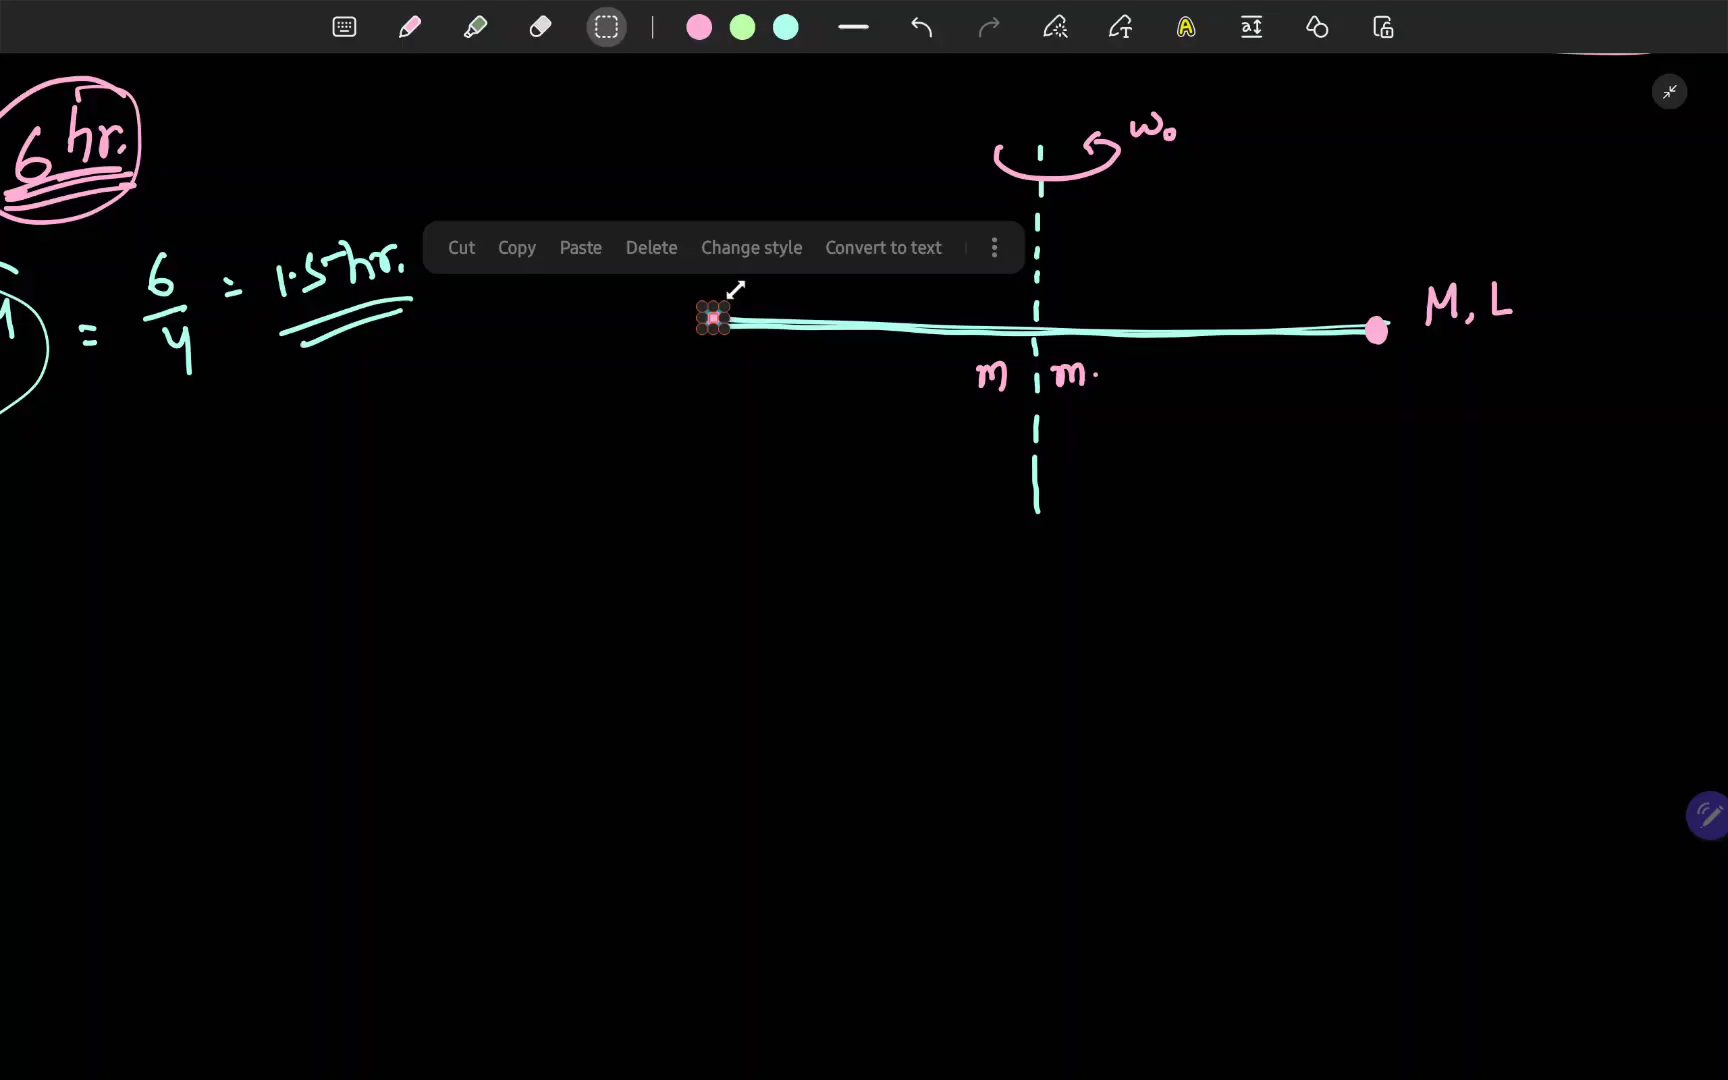 6 hr.
ω₀
Cut Copy Paste Delete Change style Convert to text
= 6/4 = 1.5 hr.
M, L
m m.